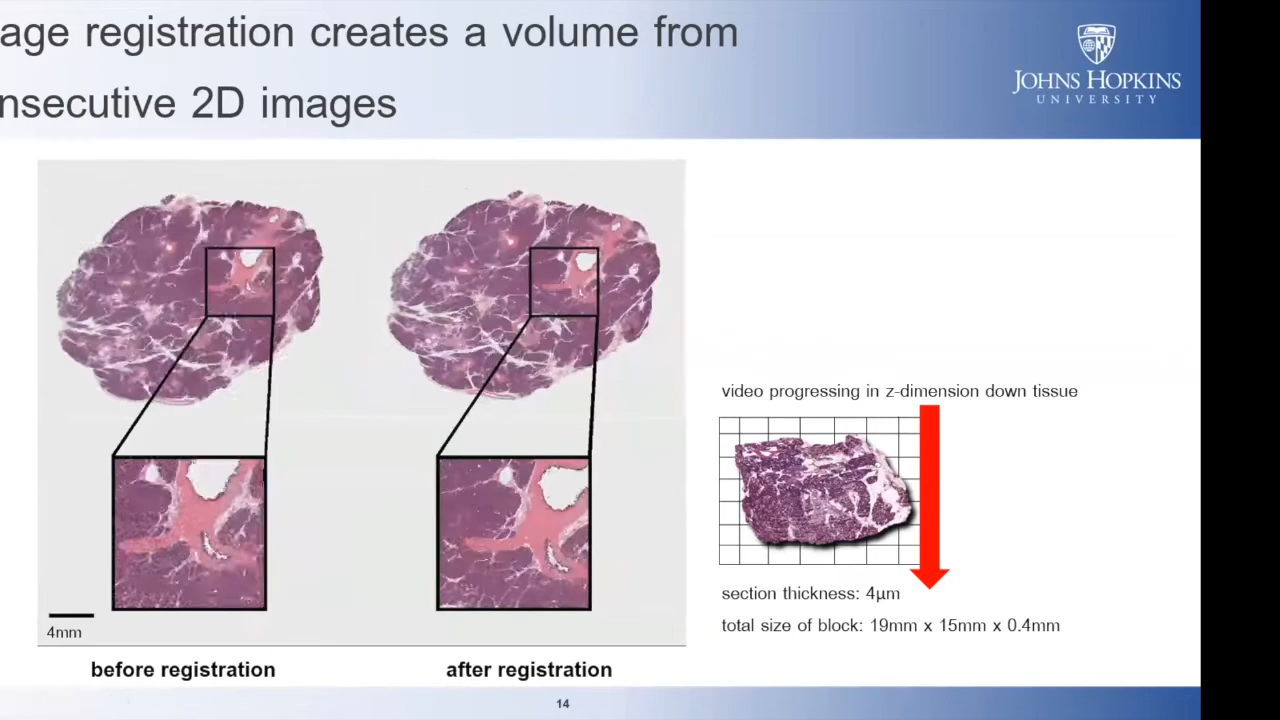 age registration creates a volume from
nsecutive 2D images
JOHNS HOPKINS
UNIVERSITY
video progressing in z-dimension down tissue
section thickness: 4µm
total size of block: 19mm x 15mm x 0.4mm
4mm
before registration
after registration
14